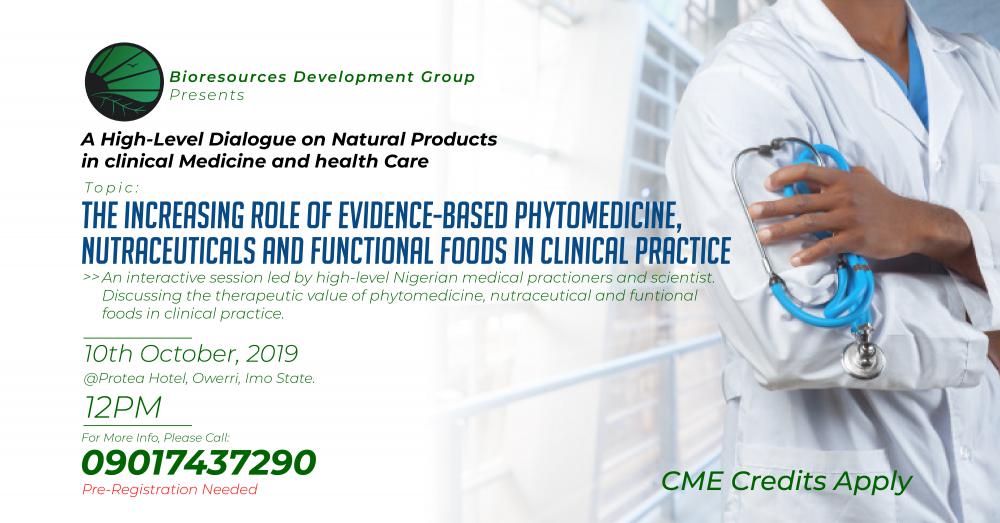 Bioresources Development Group
Presents
A High-Level Dialogue on Natural Products
in clinical Medicine and health Care
Topic:
THE INCREASING ROLE OF EVIDENCE-BASED PHYTOMEDICINE,
NUTRACEUTICALS AND FUNCTIONAL FOODS IN CLINICAL PRACTICE
>> An interactive session led by high-level Nigerian medical practioners and scientist.
Discussing the therapeutic value of phytomedicine, nutraceutical and funtional
foods in clinical practice.
10th October, 2019
@Protea Hotel, Owerri, Imo State.
12PM
For More Info, Please Call:
09017437290
Pre-Registration Needed
CME Credits Apply